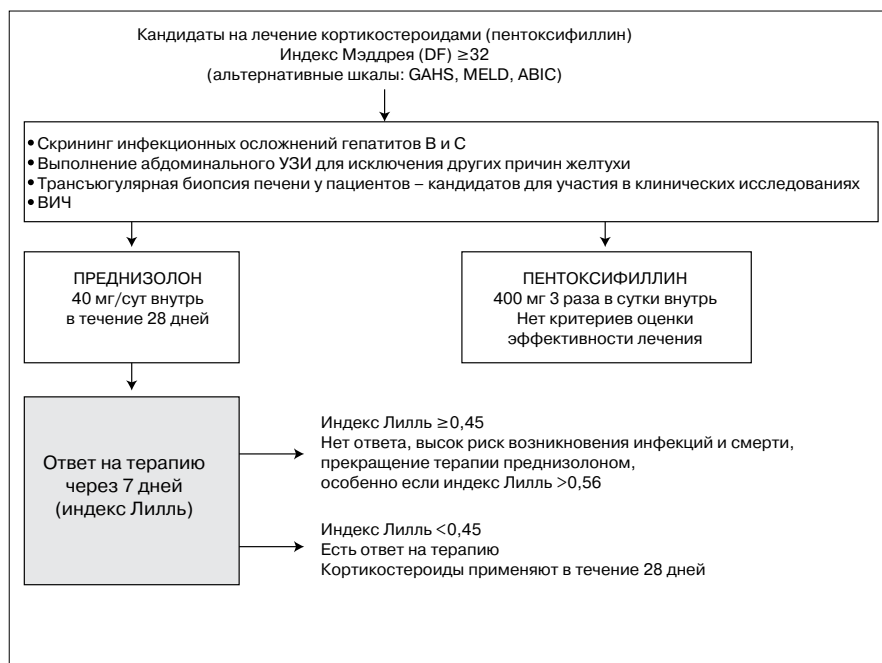 Кандидаты на лечение кортикостероидами (пентоксифиллин)
Индекс Мэддрея (DF) ≥32
(альтернативные шкалы: GAHS, MELD, ABIC)
• Скрининг инфекционных осложнений гепатитов В и С
• Выполнение абдоминального УЗИ для исключения других причин желтухи
• Трансъюгулярная биопсия печени у пациентов – кандидатов для участия в клинических исследованиях
• ВИЧ
ПРЕДНИЗОЛОН
40 мг/сут внутрь
в течение 28 дней
ПЕНТОКСИФИЛЛИН
400 мг 3 раза в сутки внутрь
Нет критериев оценки
эффективности лечения
Ответ на терапию
через 7 дней
(индекс Лилль)
Индекс Лилль ≥0,45
Нет ответа, высок риск возникновения инфекций и смерти,
прекращение терапии преднизолоном,
особенно если индекс Лилль >0,56
Индекс Лилль <0,45
Есть ответ на терапию
Кортикостероиды применяют в течение 28 дней